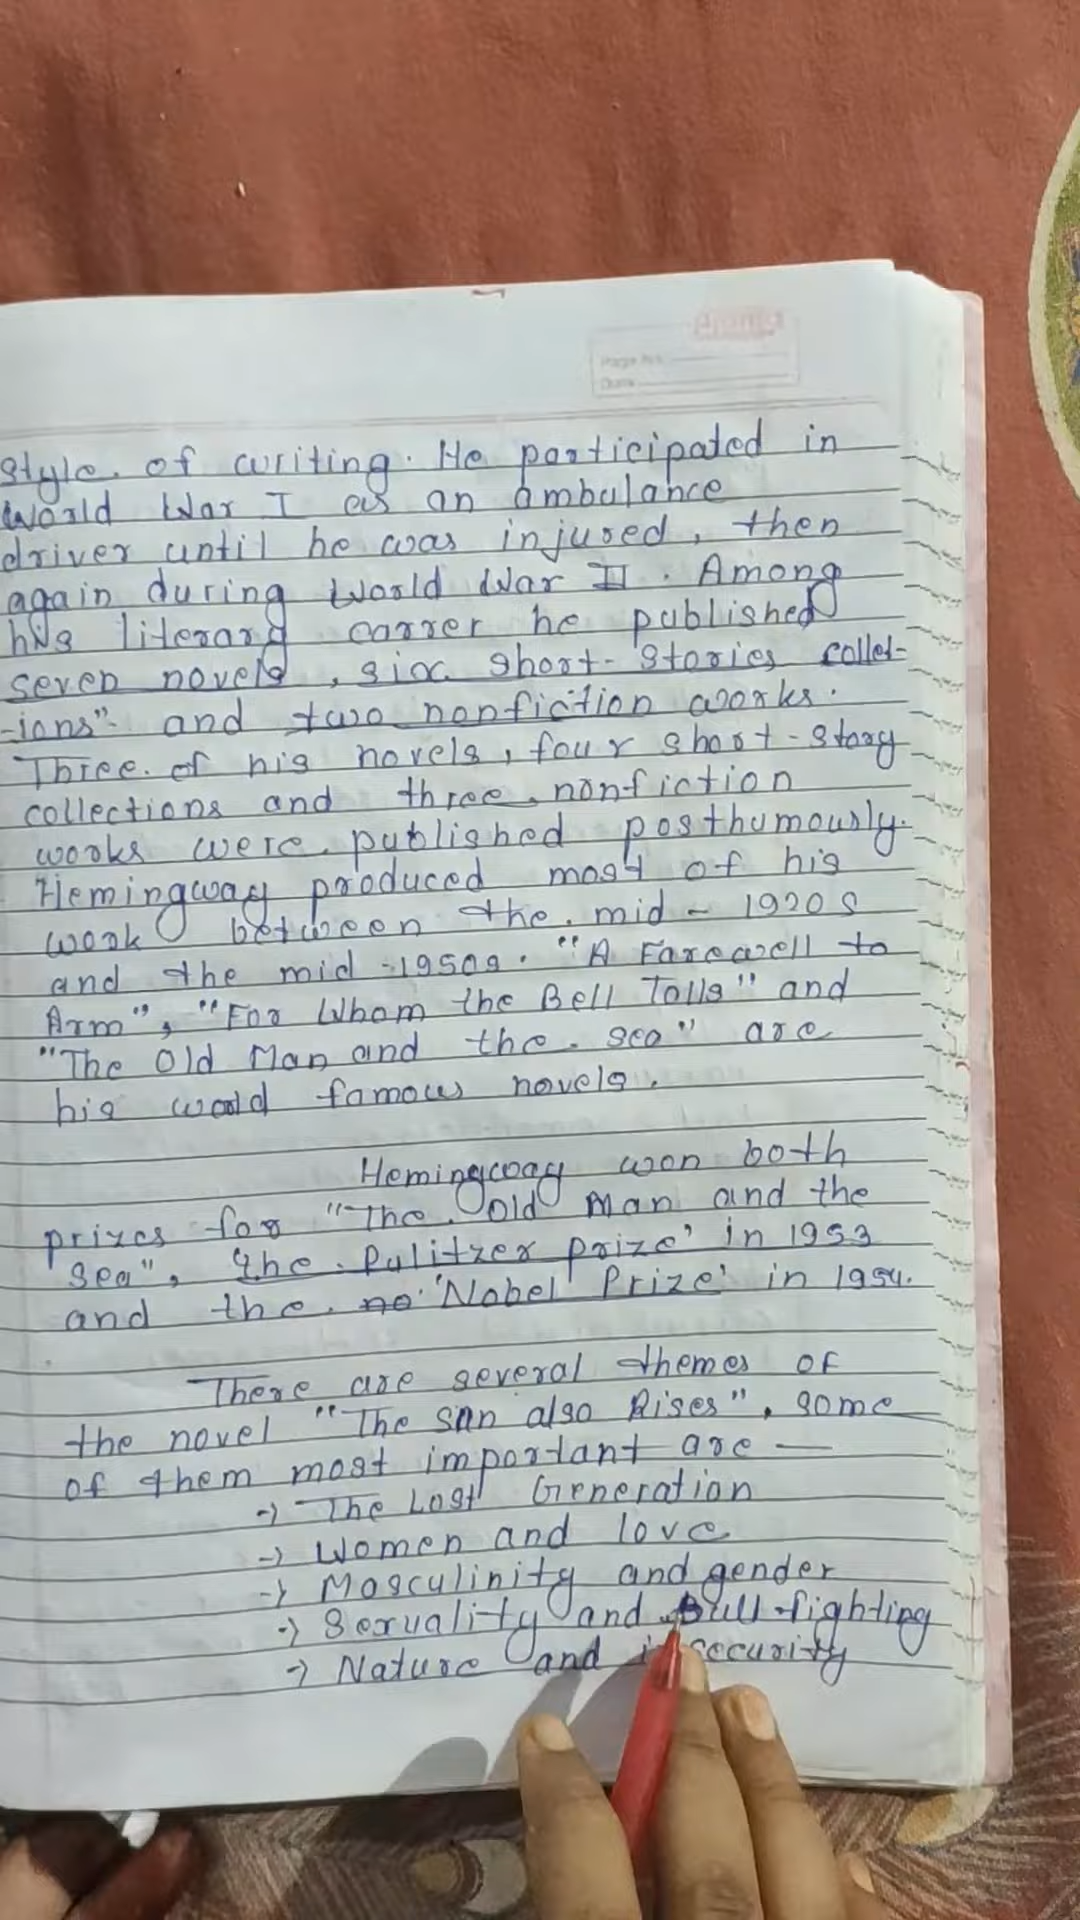 Page No.
Date
style of writing. He participated in
World War I as an ambulance
driver until he was injured, then
again during World War II. Among
his literary carrer he published
seven novels, six short-stories collet-
-ions" and two nonfiction works.
Three of his novels, four short-story
collections and three nonfiction
works were published posthumously.
Hemingway produced most of his
work between the mid - 1920s
and the mid -1950s. "A Farewell to
Arm", "For Whom the Bell Tolls" and
"The Old Man and the sea" are
his world famous novels.
Hemingway won both
prizes for "The Old Man and the
Sea", the 'Pulitzer prize' in 1953
and the no 'Nobel Prize' in 1954.
There are several themes of
the novel "The Sun also Rises", some
of them most important are —
→ The Lost Generation
→ Women and love
→ Masculinity and gender
→ Sexuality and Bull-fighting
→ Nature and insecurity